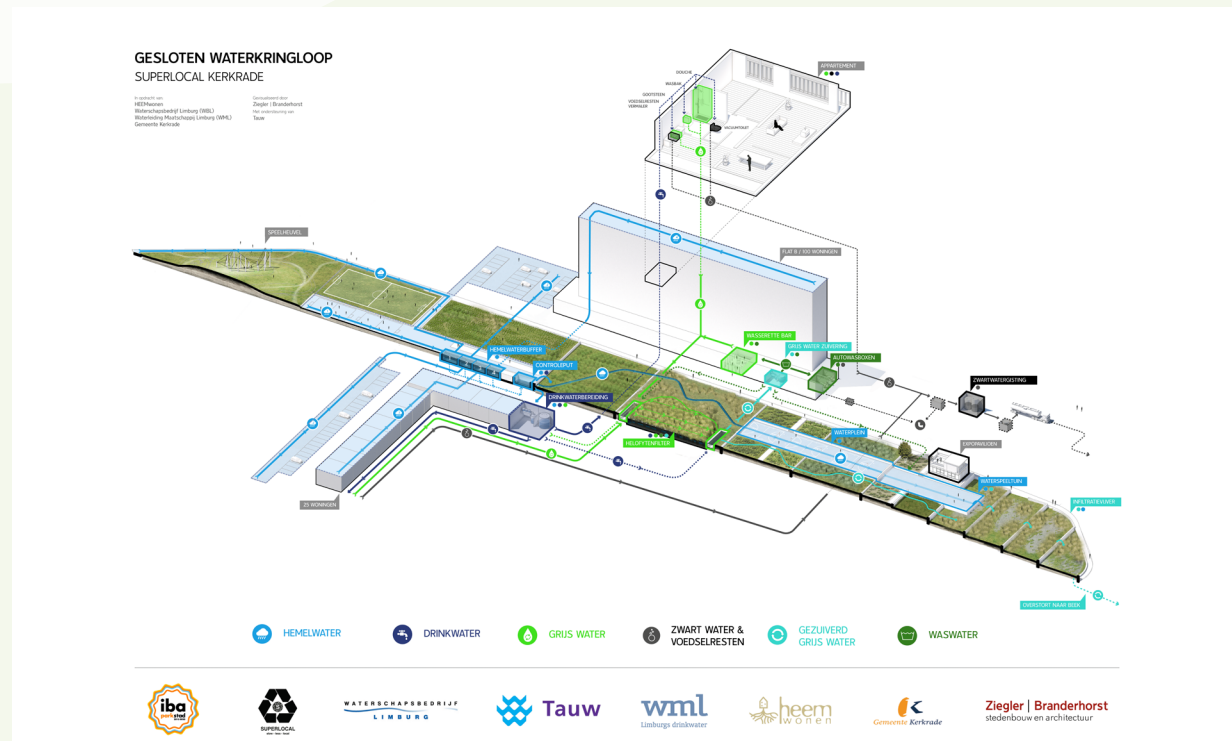 GESLOTEN WATERKRINGLOOP
SUPERLOCAL KERKRADE
In opdracht van
HEEMwonen
Waterschapsbedrijf Limburg (WBL)
Waterleiding Maatschappij Limburg (WML)
Gemeente Kerkrade
Gevisualiseerd door
Ziegler | Branderhorst
Met ondersteuning van
Tauw
DOUCHE
WASBAK
GOOTSTEEN
VOEDSELRESTEN
VERMALER
VACUUMTOILET
APPARTEMENT
SPEELHEUVEL
FLAT B / 100 WONINGEN
HEMELWATERBUFFER
CONTROLEPUT
DRINKWATERBEREIDING
WASSERETTE BAR
GRIJS WATER ZUIVERING
AUTOWASBOXEN
ZWARTWATERGISTING
HELOFYTENFILTER
WATERPLEIN
EXPOPAVILJOEN
WATERSPEELTUIN
INFILTRATIEVIJVER
25 WONINGEN
OVERSTORT NAAR BEEK
HEMELWATER
DRINKWATER
GRIJS WATER
ZWART WATER &
VOEDSELRESTEN
GEZUIVERD
GRIJS WATER
WASWATER
iba
parkstad
SUPERLOCAL
WATERSCHAPSBEDRIJF
LIMBURG
Tauw
wml
Limburgs drinkwater
heem
wonen
Gemeente Kerkrade
Ziegler | Branderhorst
stedenbouw en architectuur